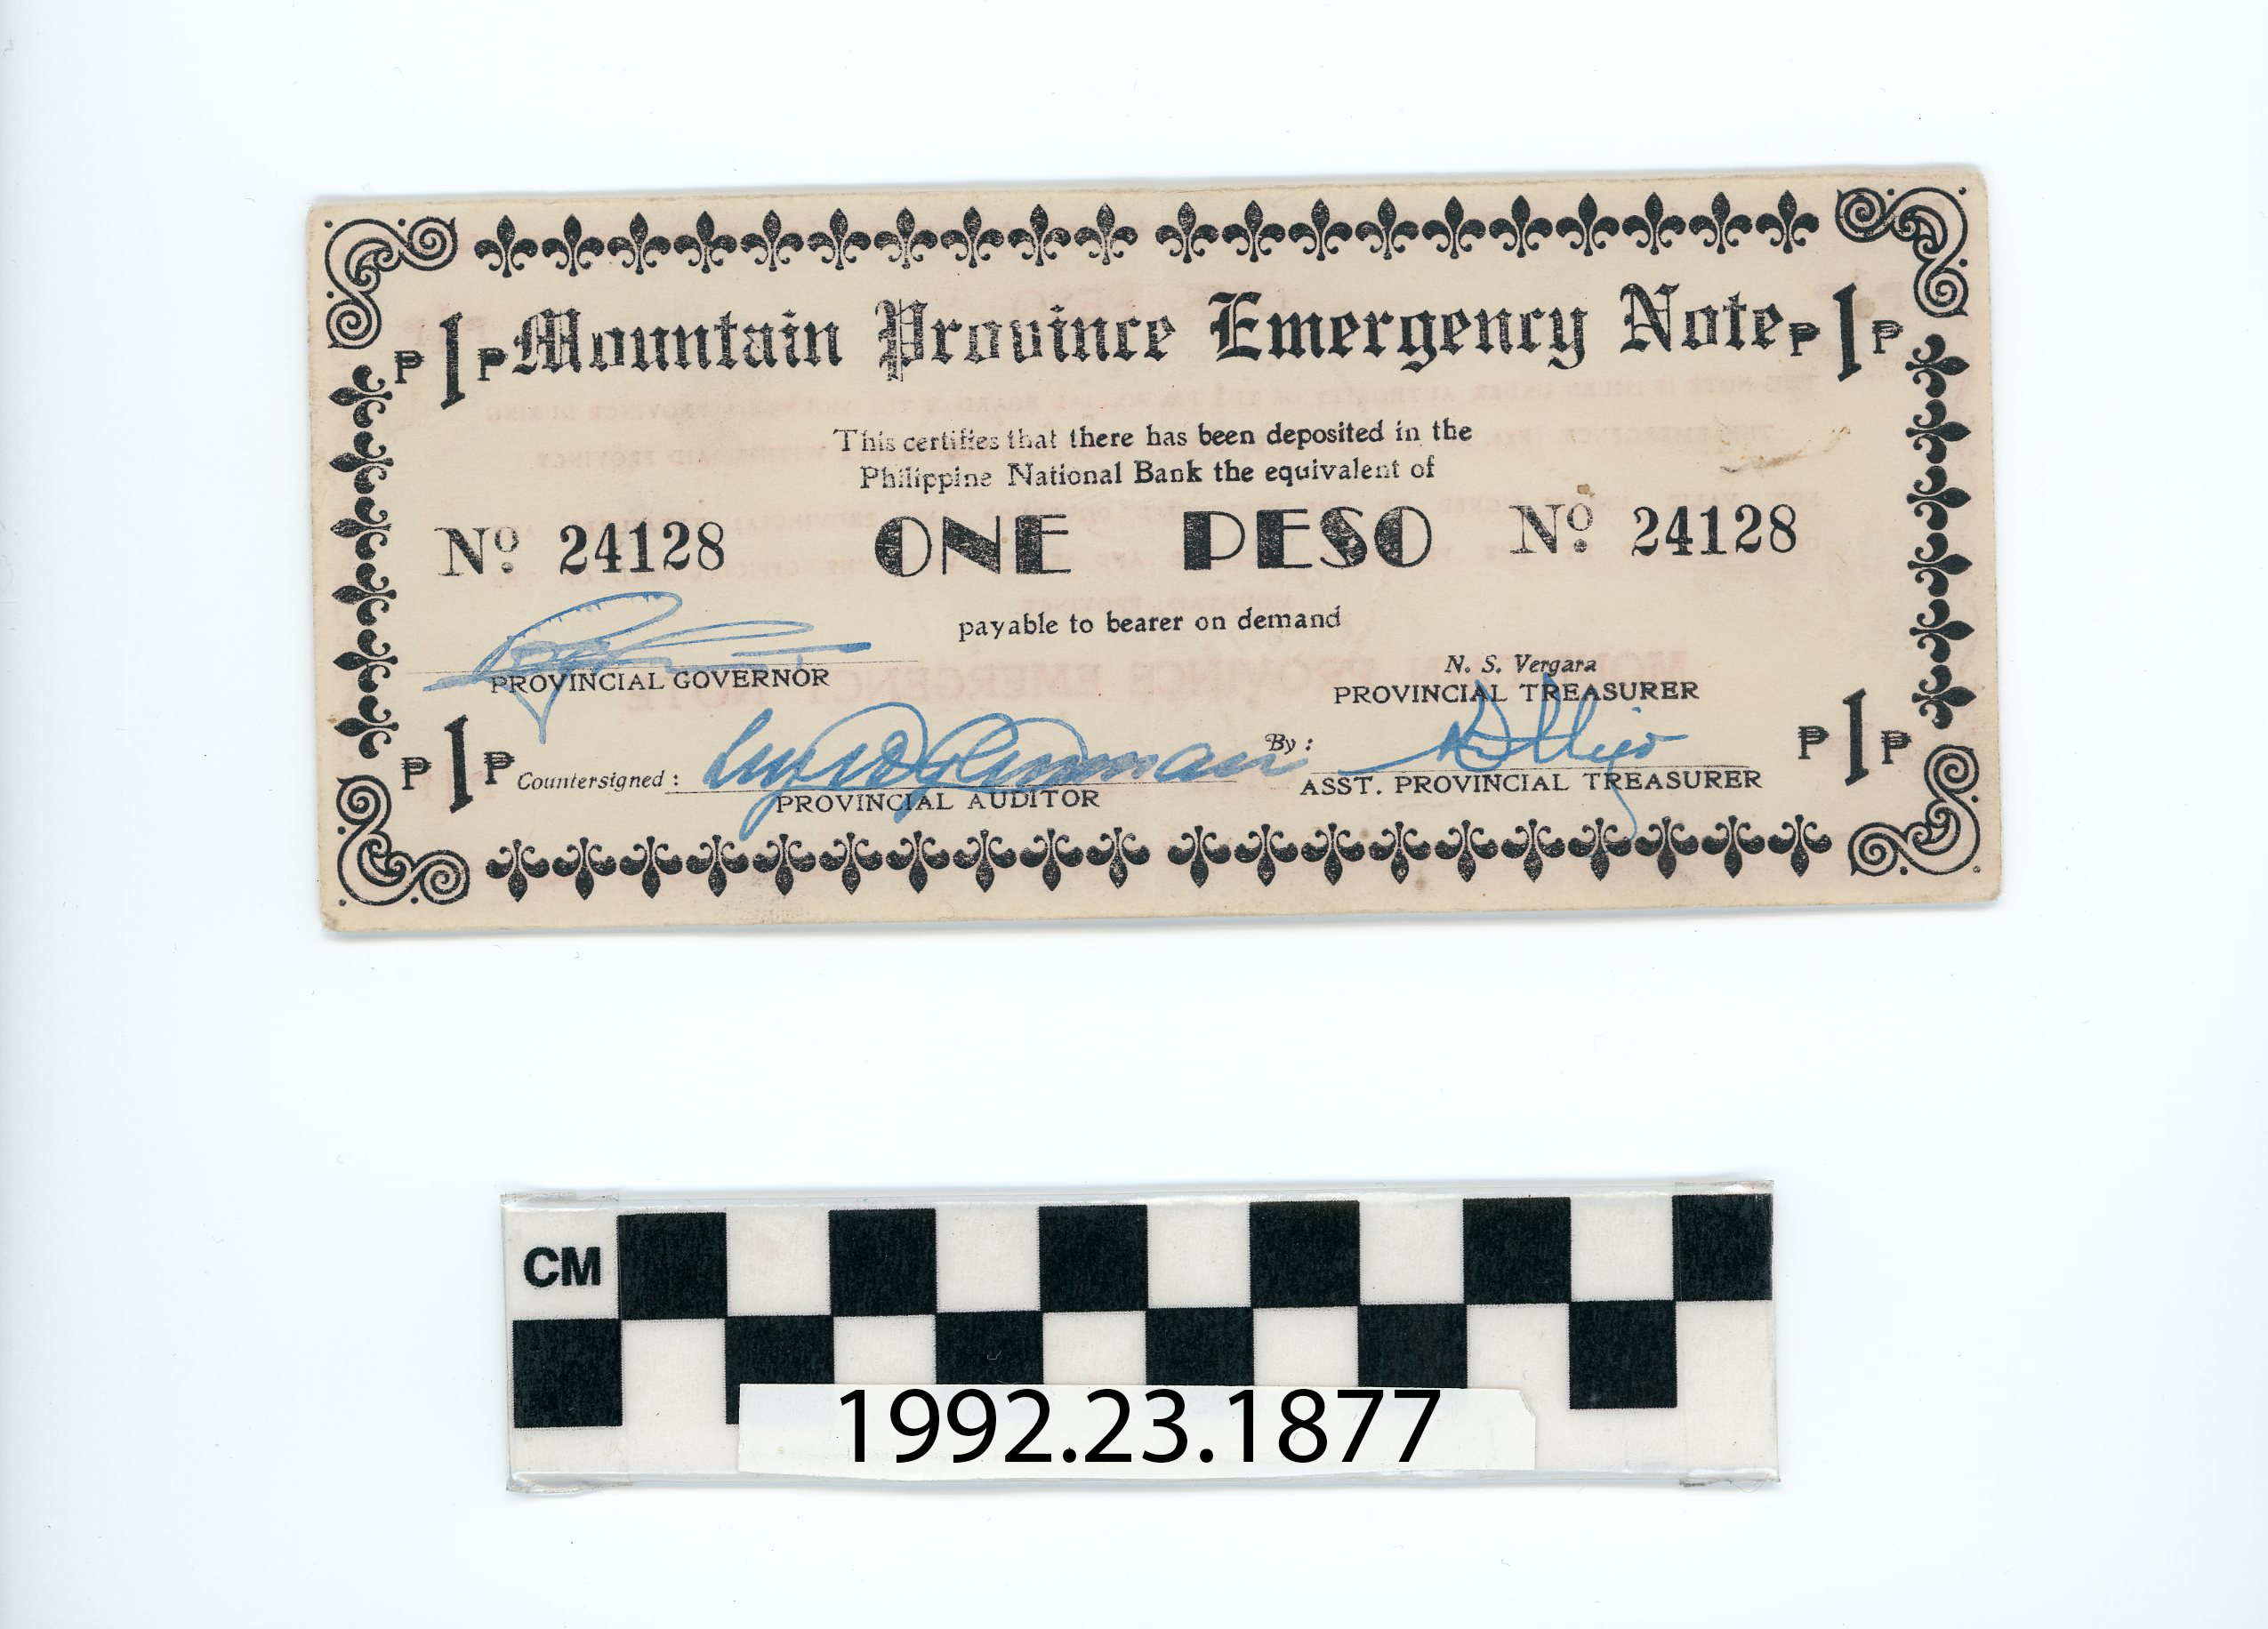 ₱ 1 ₱ Mountain Province Emergency Note ₱ 1 ₱
This certifies that there has been deposited in the
Philippine National Bank the equivalent of
Nº 24128 ONE PESO Nº 24128
payable to bearer on demand
PROVINCIAL GOVERNOR
N. S. Vergara
PROVINCIAL TREASURER
₱ 1 ₱ Countersigned: By: ₱ 1 ₱
PROVINCIAL AUDITOR
ASST. PROVINCIAL TREASURER
CM
1992.23.1877